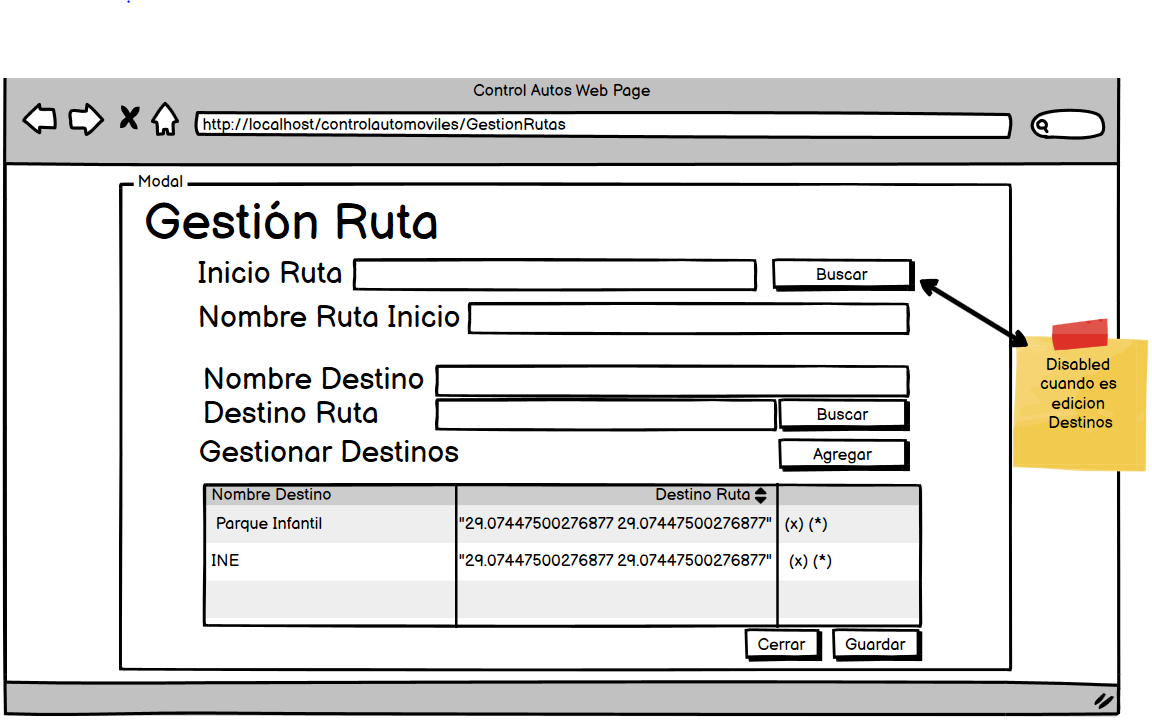 Control Autos Web Page
http://localhost/controlautomoviles/GestionRutas
Modal
Gestión Ruta
Inicio Ruta
Buscar
Nombre Ruta Inicio
Disabled
cuando es
edicion
Destinos
Nombre Destino
Destino Ruta
Buscar
Gestionar Destinos
Agregar
Nombre Destino Destino Ruta
Parque Infantil "29.07447500276877 29.07447500276877" (x) (*)
INE "29.07447500276877 29.07447500276877" (x) (*)
Cerrar Guardar